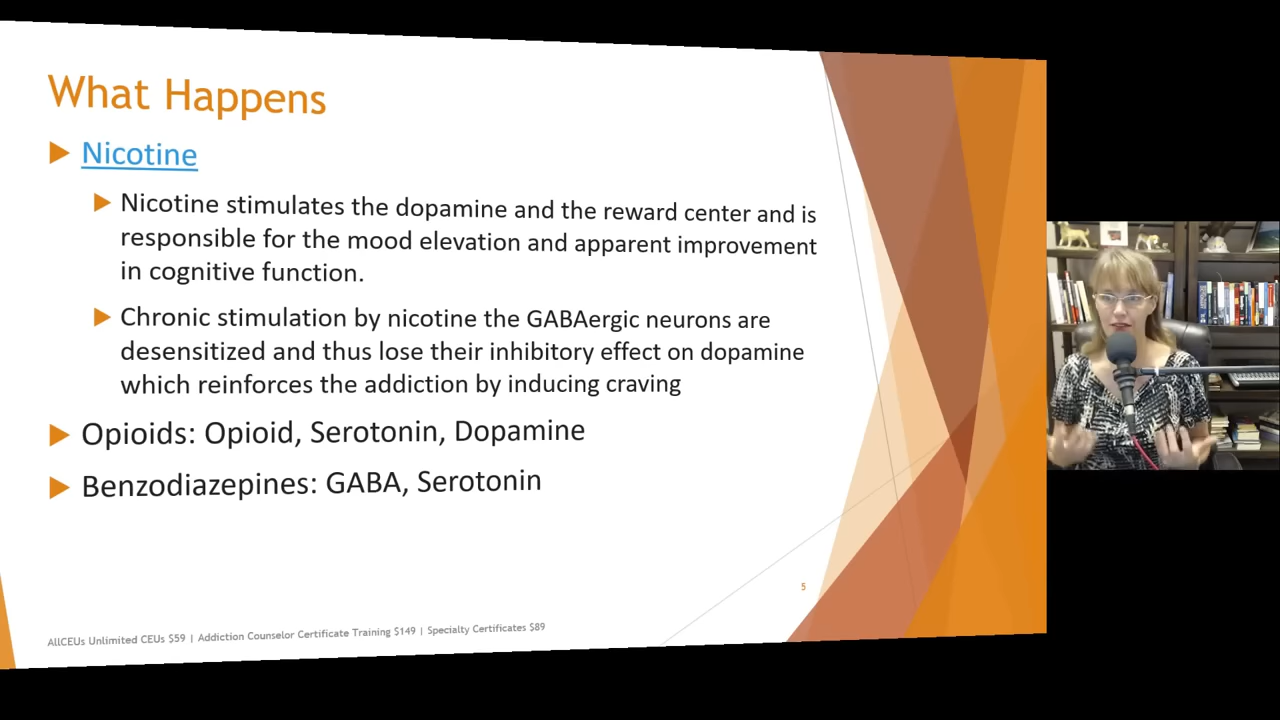 What Happens
Nicotine
Nicotine stimulates the dopamine and the reward center and is
responsible for the mood elevation and apparent improvement
in cognitive function.
Chronic stimulation by nicotine the GABAergic neurons are
desensitized and thus lose their inhibitory effect on dopamine
which reinforces the addiction by inducing craving
Opioids: Opioid, Serotonin, Dopamine
Benzodiazepines: GABA, Serotonin
5
AllCEUs Unlimited CEUs $59 | Addiction Counselor Certificate Training $149 | Specialty Certificates $89